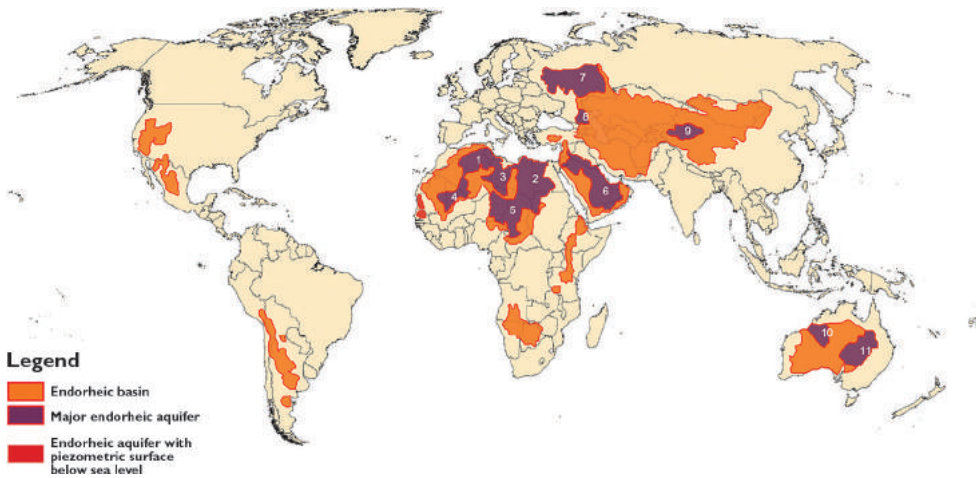 7
8
9
1
3
2
4
5
6
10
11
Legend
Endorheic basin
Major endorheic aquifer
Endorheic aquifer with
piezometric surface
below sea level